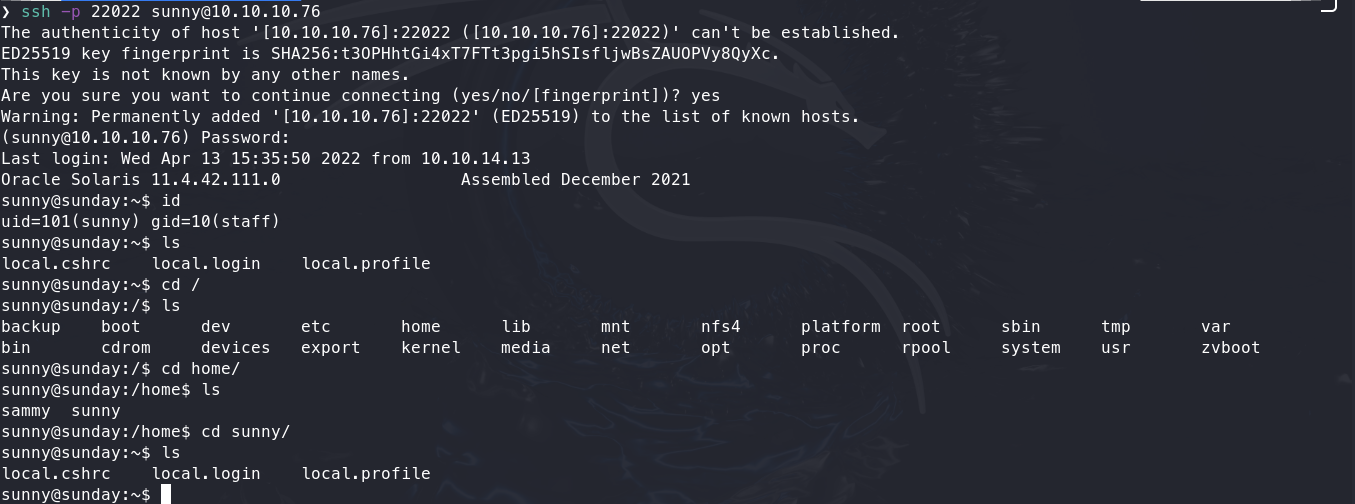 ❯ ssh -p 22022 sunny@10.10.10.76
The authenticity of host '[10.10.10.76]:22022 ([10.10.10.76]:22022)' can't be established.
ED25519 key fingerprint is SHA256:t3OPHhtGi4xT7FTt3pgi5hSIsfljwBsZAUOPVy8QyXc.
This key is not known by any other names.
Are you sure you want to continue connecting (yes/no/[fingerprint])? yes
Warning: Permanently added '[10.10.10.76]:22022' (ED25519) to the list of known hosts.
(sunny@10.10.10.76) Password:
Last login: Wed Apr 13 15:35:50 2022 from 10.10.14.13
Oracle Solaris 11.4.42.111.0                  Assembled December 2021
sunny@sunday:~$ id
uid=101(sunny) gid=10(staff)
sunny@sunday:~$ ls
local.cshrc    local.login    local.profile
sunny@sunday:~$ cd /
sunny@sunday:/$ ls
backup    boot      dev       etc       home      lib       mnt       nfs4      platform  root      sbin      tmp       var
bin       cdrom     devices   export    kernel    media     net       opt       proc      rpool     system    usr       zvboot
sunny@sunday:/$ cd home/
sunny@sunday:/home$ ls
sammy  sunny
sunny@sunday:/home$ cd sunny/
sunny@sunday:~$ ls
local.cshrc    local.login    local.profile
sunny@sunday:~$